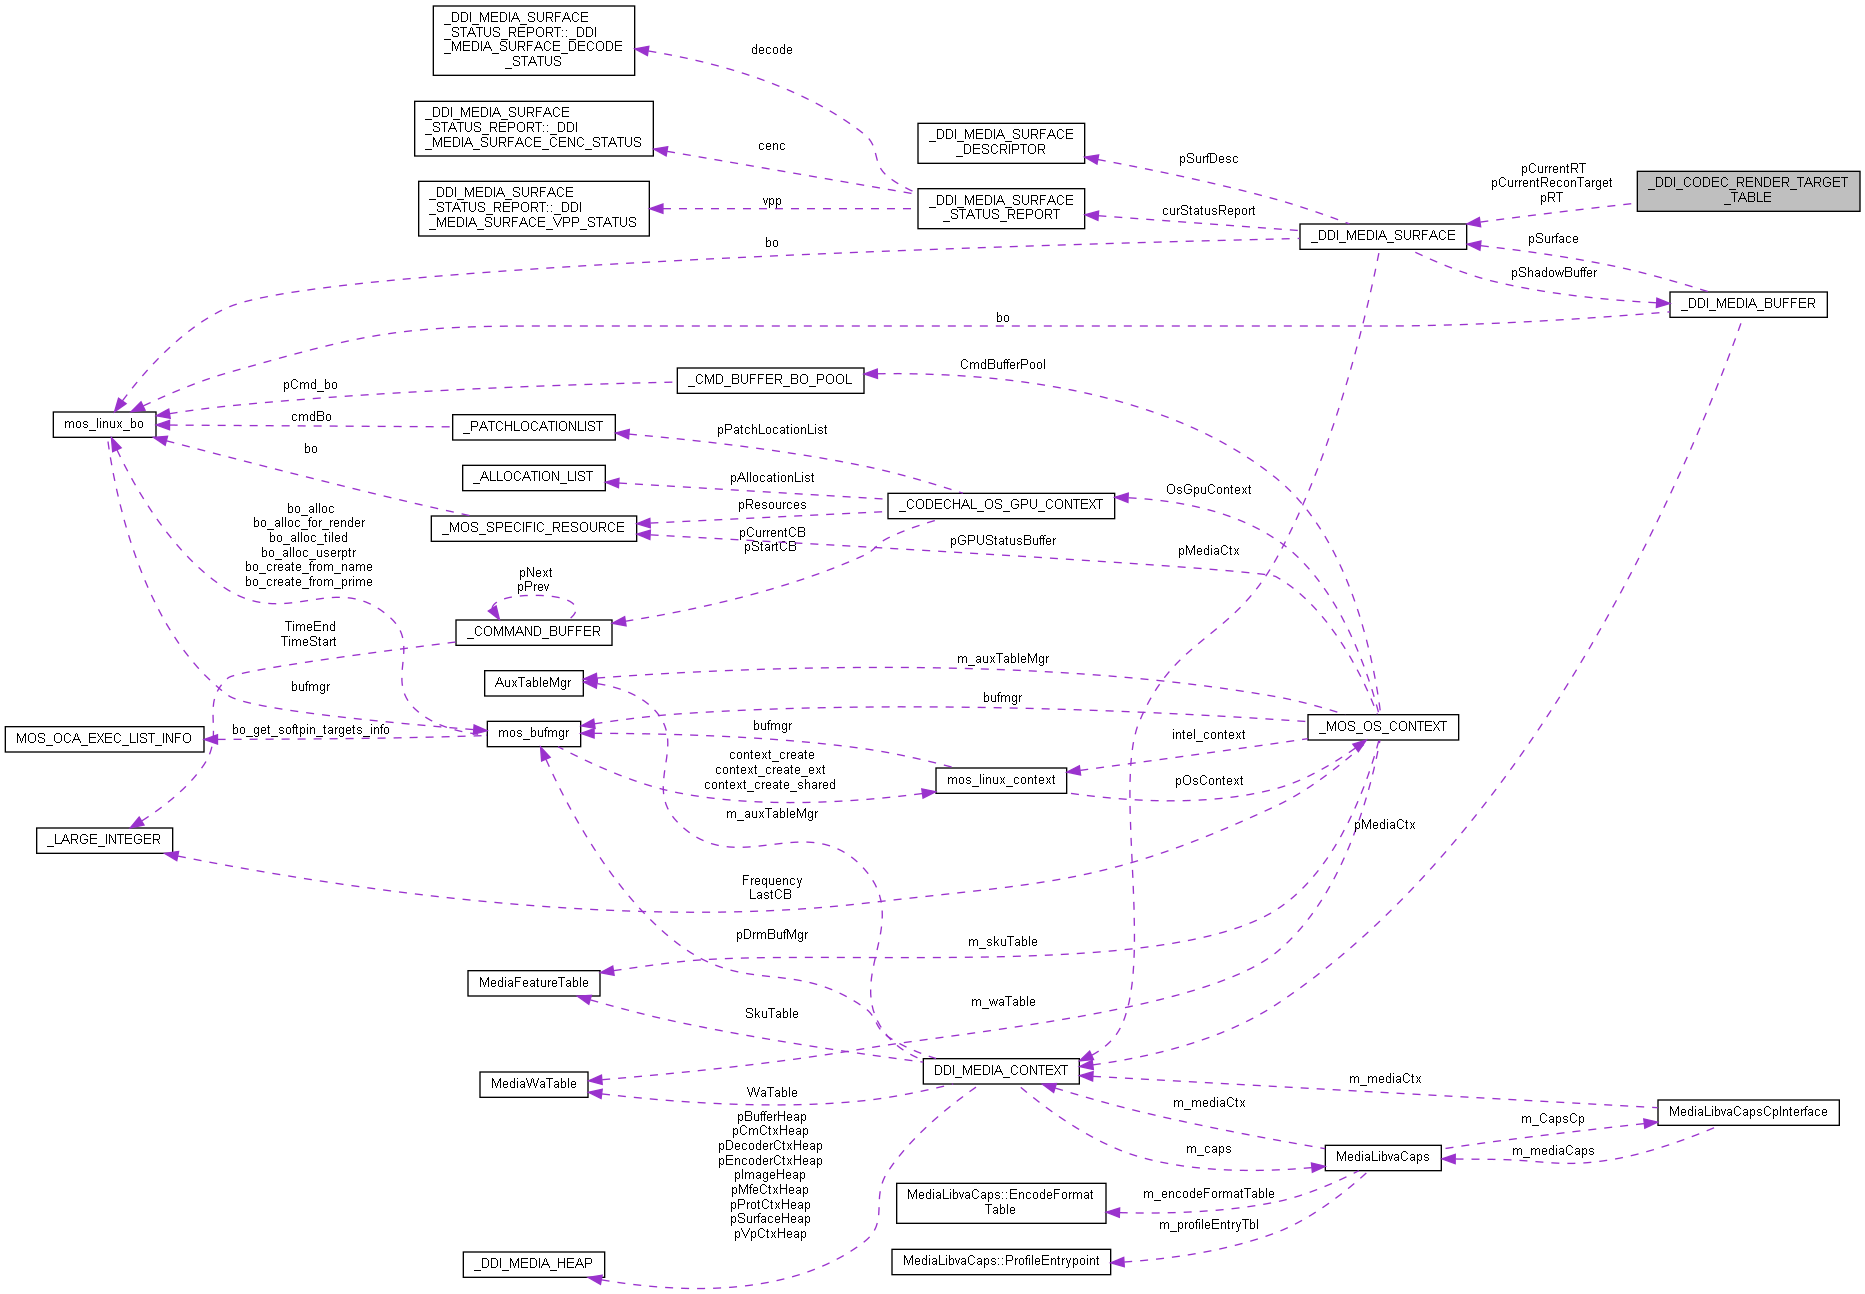 _DDI_MEDIA_SURFACE
_STATUS_REPORT::_DDI
_MEDIA_SURFACE_DECODE
_STATUS
decode
_DDI_MEDIA_SURFACE
_STATUS_REPORT::_DDI
_MEDIA_SURFACE_CENC_STATUS
cenc
_DDI_MEDIA_SURFACE
_DESCRIPTOR
pSurfDesc
pCurrentRT
pCurrentReconTarget
pRT
_DDI_CODEC_RENDER_TARGET
_TABLE
_DDI_MEDIA_SURFACE
_STATUS_REPORT::_DDI
_MEDIA_SURFACE_VPP_STATUS
vpp
_DDI_MEDIA_SURFACE
_STATUS_REPORT
curStatusReport
_DDI_MEDIA_SURFACE
pSurface
bo
pShadowBuffer
_DDI_MEDIA_BUFFER
bo
CmdBufferPool
pCmd_bo
_CMD_BUFFER_BO_POOL
mos_linux_bo
cmdBo
_PATCHLOCATIONLIST
pPatchLocationList
bo
_ALLOCATION_LIST
pAllocationList
OsGpuContext
_CODECHAL_OS_GPU_CONTEXT
pResources
_MOS_SPECIFIC_RESOURCE
pCurrentCB
pStartCB
pGPUStatusBuffer
pMediaCtx
bo_alloc
bo_alloc_for_render
bo_alloc_tiled
bo_alloc_userptr
bo_create_from_name
bo_create_from_prime
pNext
pPrev
_COMMAND_BUFFER
TimeEnd
TimeStart
m_auxTableMgr
AuxTableMgr
bufmgr
bufmgr
_MOS_OS_CONTEXT
MOS_OCA_EXEC_LIST_INFO
bo_get_softpin_targets_info
mos_bufmgr
bufmgr
intel_context
context_create
context_create_ext
context_create_shared
mos_linux_context
pOsContext
m_auxTableMgr
pMediaCtx
_LARGE_INTEGER
Frequency
LastCB
pDrmBufMgr
m_skuTable
MediaFeatureTable
m_waTable
SkuTable
DDI_MEDIA_CONTEXT
MediaWaTable
WaTable
m_mediaCtx
m_mediaCtx
MediaLibvaCapsCpInterface
m_CapsCp
pBufferHeap
pCmCtxHeap
pDecoderCtxHeap
pEncoderCtxHeap
pImageHeap
pMfeCtxHeap
pProtCtxHeap
pSurfaceHeap
pVpCtxHeap
m_caps
MediaLibvaCaps
m_mediaCaps
MediaLibvaCaps::EncodeFormat
Table
m_encodeFormatTable
m_profileEntryTbl
_DDI_MEDIA_HEAP
MediaLibvaCaps::ProfileEntrypoint